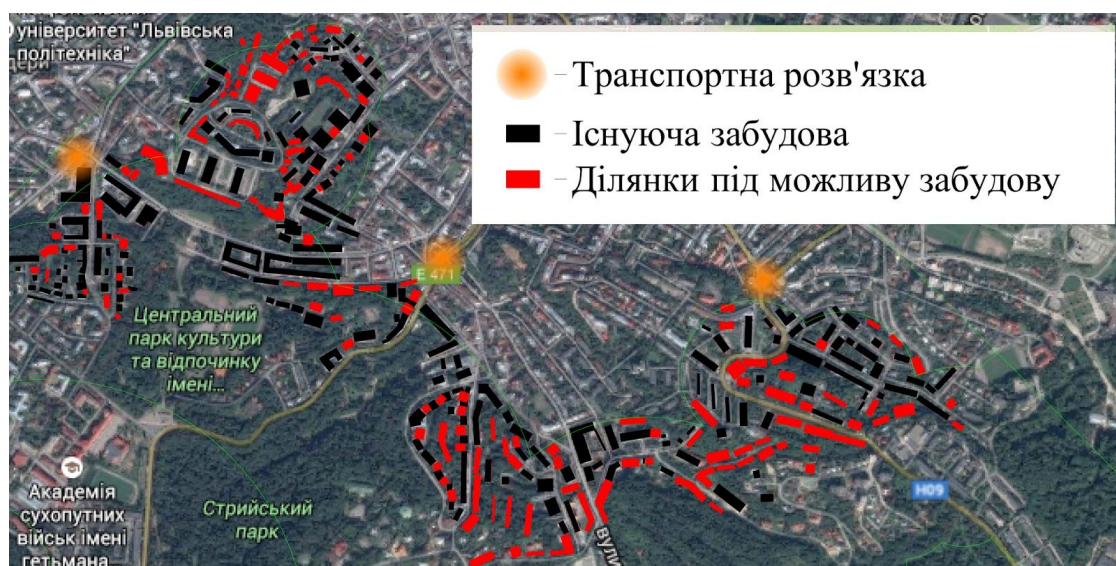 університет "Львівська
політехніка"
Транспортна розв'язка
Існуюча забудова
Ділянки під можливу забудову
E 471
Центральний
парк культури
та відпочинку
імені...
Академія
сухопутних
військ імені
гетьмана
Стрийський
парк
H09
вули